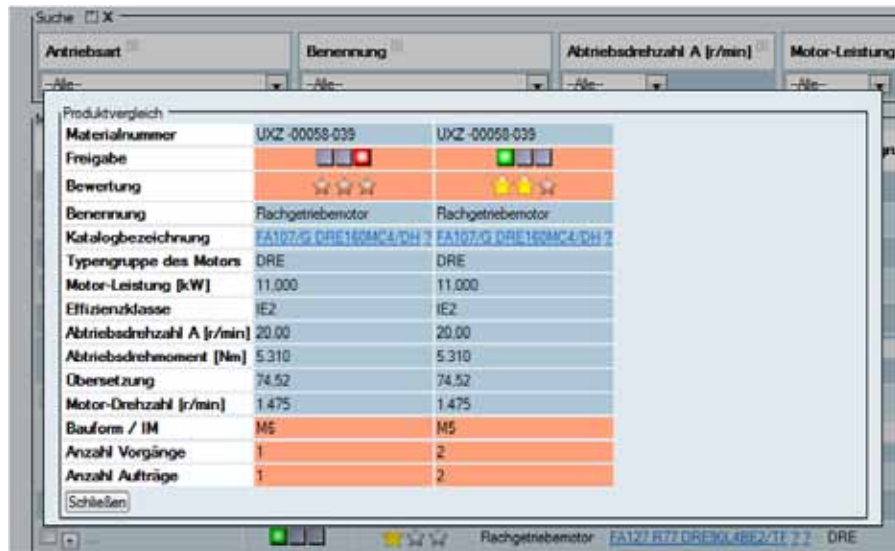 Suche
Antriebsart Benennung Abtriebsdrehzahl A [r/min] Motor-Leistung
--Alle-- --Alle-- --Alle-- --Alle--
Produktvergleich
Materialnummer UXZ -00058-039 UXZ -00058-039
Freigabe
Bewertung
Benennung Flachgetriebemotor Flachgetriebemotor
Katalogbezeichnung FA107/G DRE160MC4/DH ? FA107/G DRE160MC4/DH ?
Typengruppe des Motors DRE DRE
Motor-Leistung [kW] 11.000 11.000
Effizienzklasse IE2 IE2
Abtriebsdrehzahl A [r/min] 20.00 20.00
Abtriebsdrehmoment [Nm] 5.310 5.310
Übersetzung 74.52 74.52
Motor-Drehzahl [r/min] 1.475 1.475
Bauform / IM M6 M5
Anzahl Vorgänge 1 2
Anzahl Aufträge 1 2
Schließen
Flachgetriebemotor FA127 R77 DRE90L4BE2/TF ? ? DRE